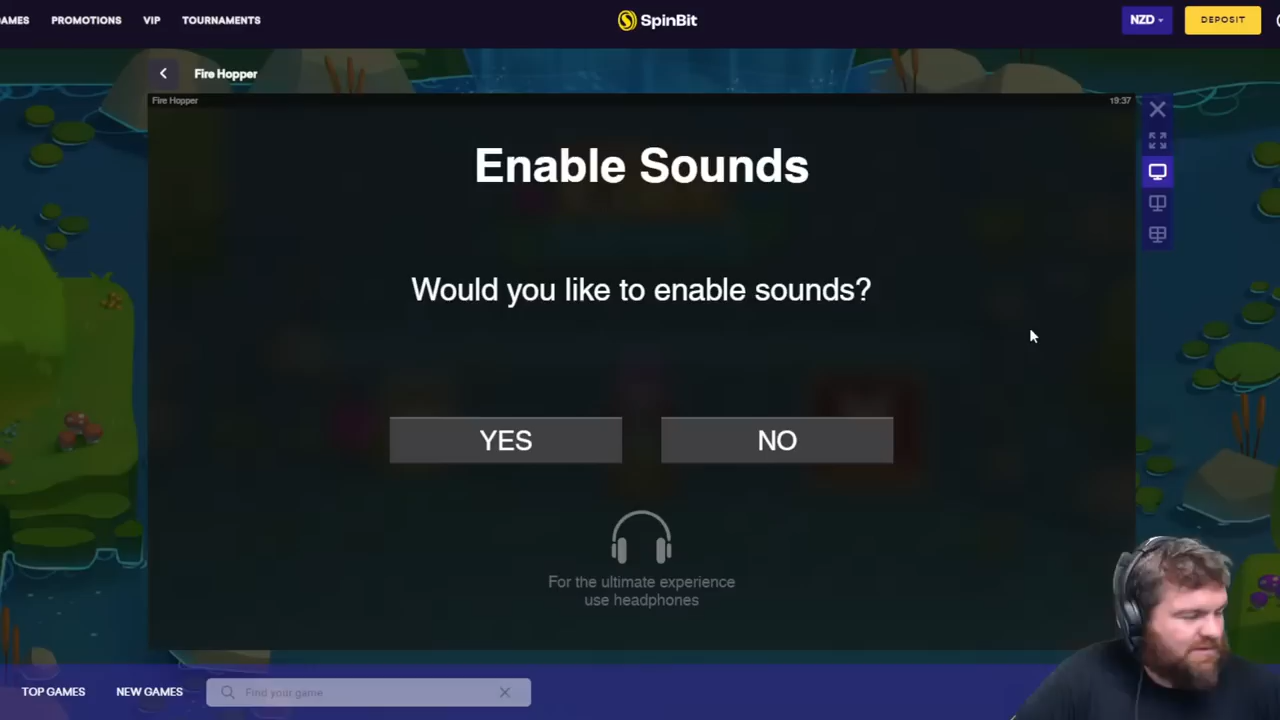 AMES PROMOTIONS VIP TOURNAMENTS SpinBit NZD DEPOSIT
Fire Hopper
Fire Hopper 19:37
Enable Sounds
Would you like to enable sounds?
YES NO
For the ultimate experience
use headphones
TOP GAMES NEW GAMES Find your game